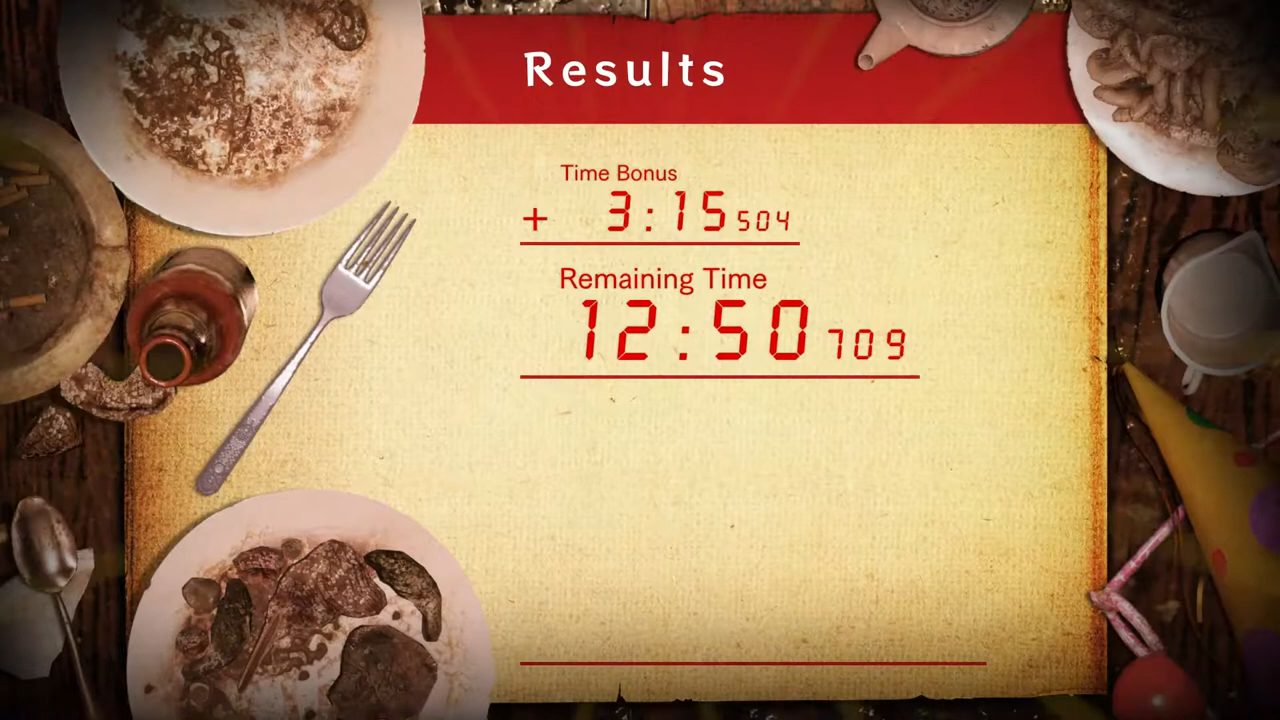 Results
Time Bonus
+ 3:15 504
Remaining Time
12:50 709